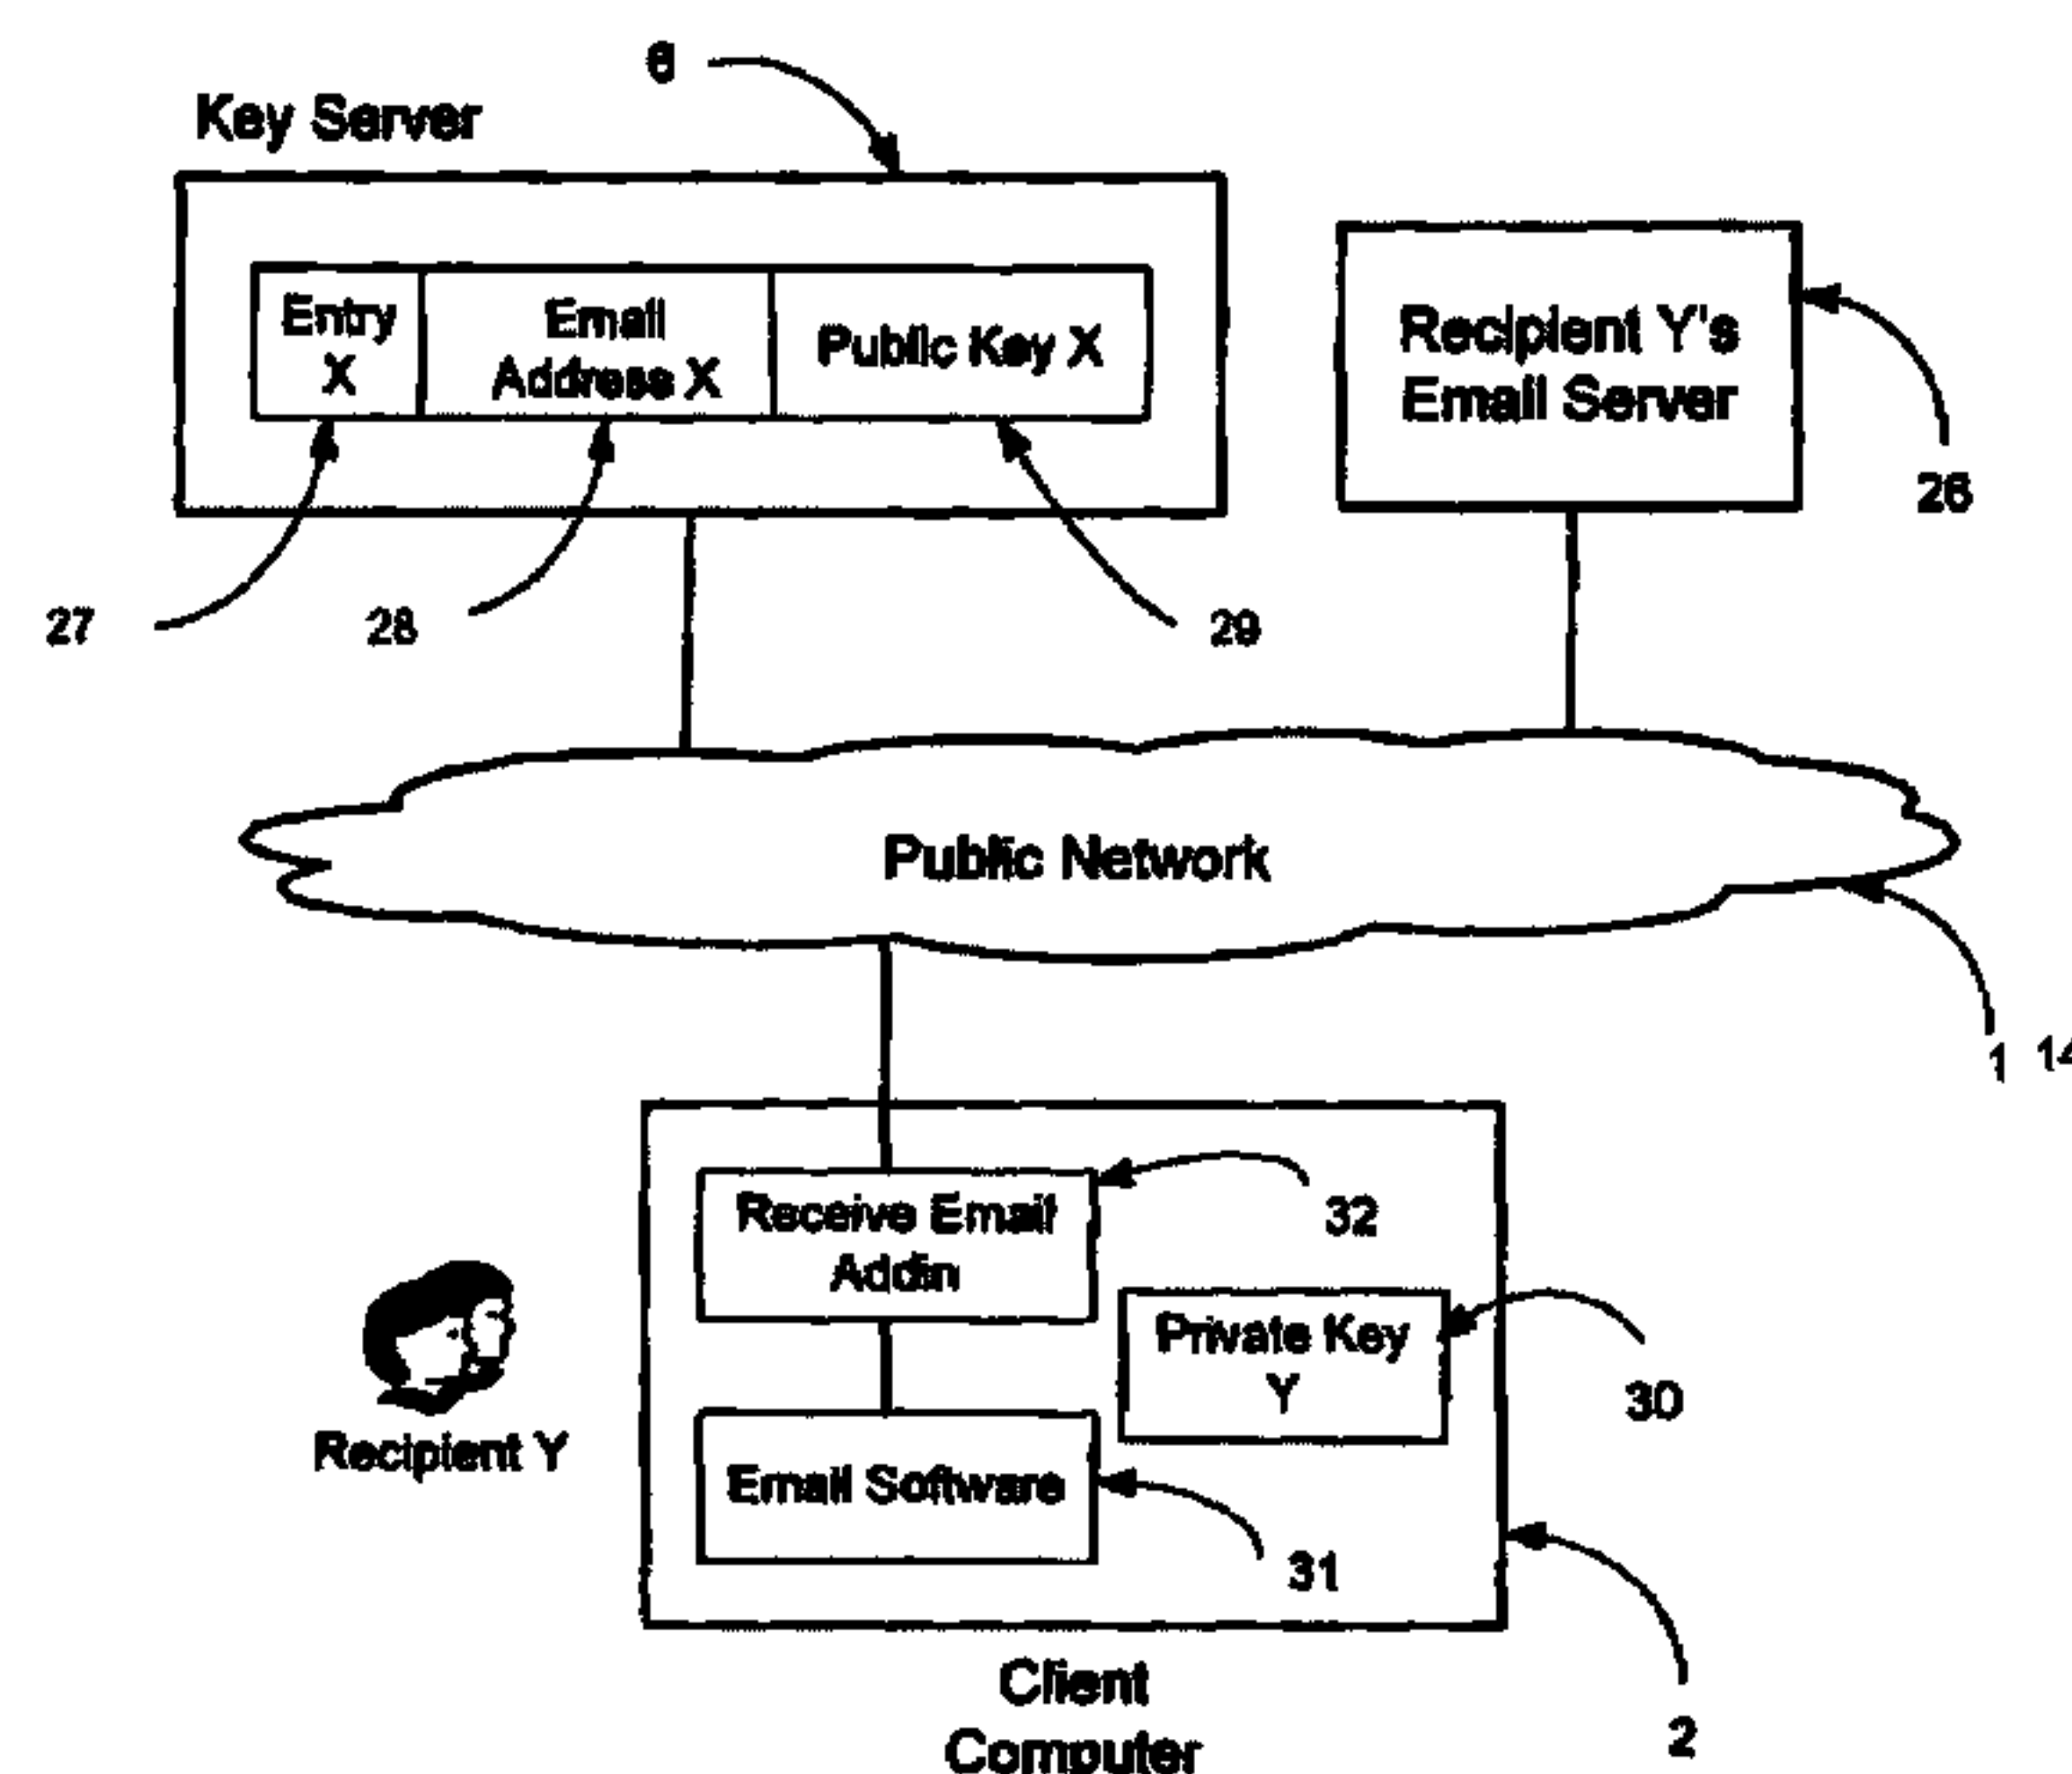 6
Key Server
Entry
X
Email
Address X
Public Key X
Recipient Y's
Email Server
26
27
28
29
Public Network
1
14
Receive Email
Addin
32
Private Key
Y
30
Recipient Y
Email Software
31
Client
Computer
2